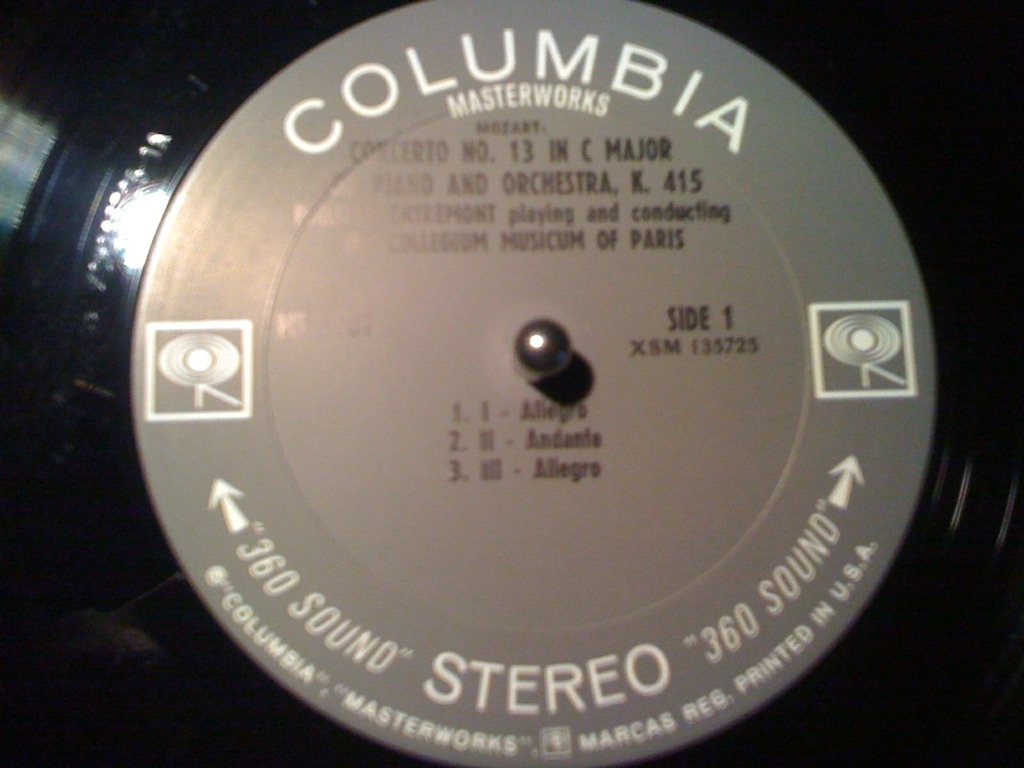 COLUMBIA
MASTERWORKS
MOZART:
CONCERTO NO. 13 IN C MAJOR
PIANO AND ORCHESTRA, K. 415
ENTREMONT playing and conducting
COLLEGIUM MUSICUM OF PARIS
SIDE 1
XSM 135725
1. I - Allegro
2. II - Andante
3. III - Allegro
"360 SOUND" STEREO "360 SOUND"
℗"COLUMBIA", "MASTERWORKS", MARCAS REG. PRINTED IN U.S.A.